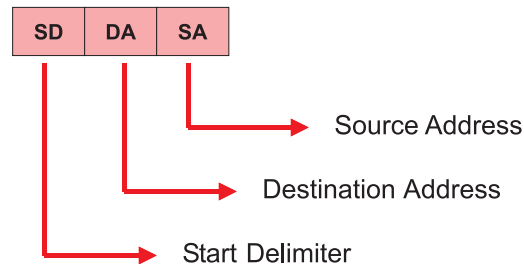 SD DA SA
Source Address
Destination Address
Start Delimiter